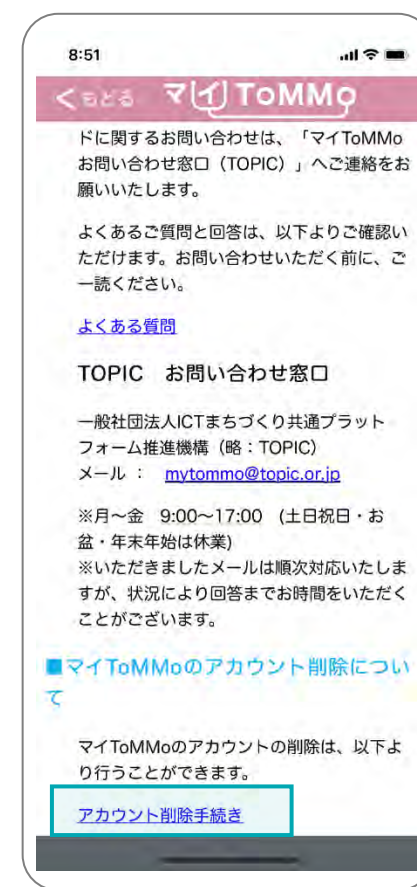 8:51
<もどる マイToMMo
ドに関するお問い合わせは、「マイToMMo
お問い合わせ窓口（TOPIC）」へご連絡をお
願いいたします。
よくあるご質問と回答は、以下よりご確認い
ただけます。お問い合わせいただく前に、ご
一読ください。
よくある質問
TOPIC　お問い合わせ窓口
一般社団法人ICTまちづくり共通プラット
フォーム推進機構（略：TOPIC）
メール ： mytommo@topic.or.jp
※月～金　9:00～17:00　(土日祝日・お
盆・年末年始は休業)
※いただきましたメールは順次対応いたしま
すが、状況により回答までお時間をいただく
ことがございます。
■マイToMMoのアカウント削除につい
て
マイToMMoのアカウントの削除は、以下よ
り行うことができます。
アカウント削除手続き